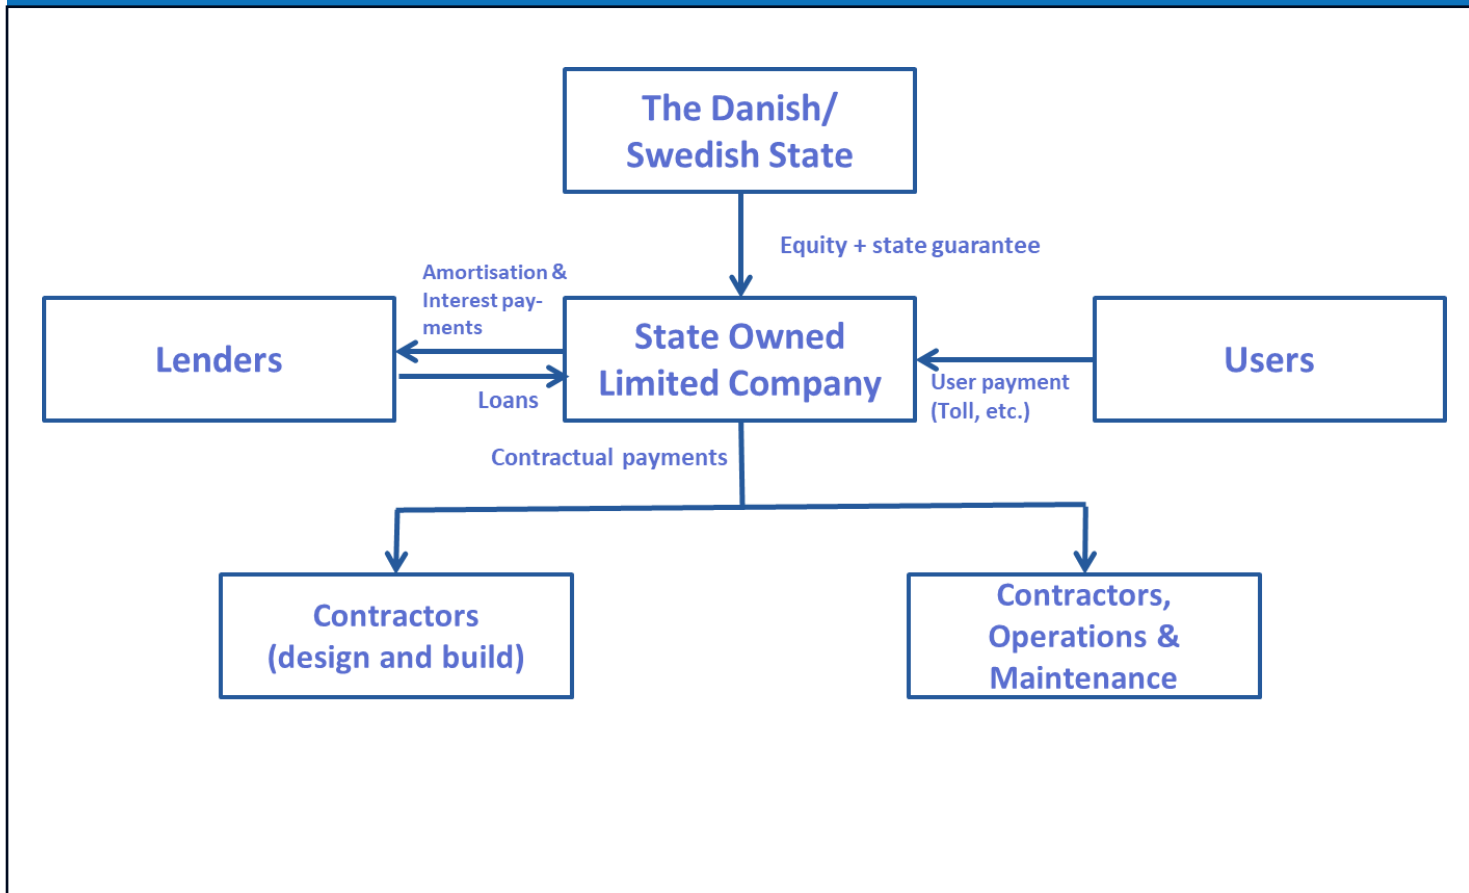 The Danish/
Swedish State
Equity + state guarantee
Amortisation &
Interest pay-
ments
Lenders
State Owned
Limited Company
Users
Loans
User payment
(Toll, etc.)
Contractual payments
Contractors
(design and build)
Contractors,
Operations &
Maintenance